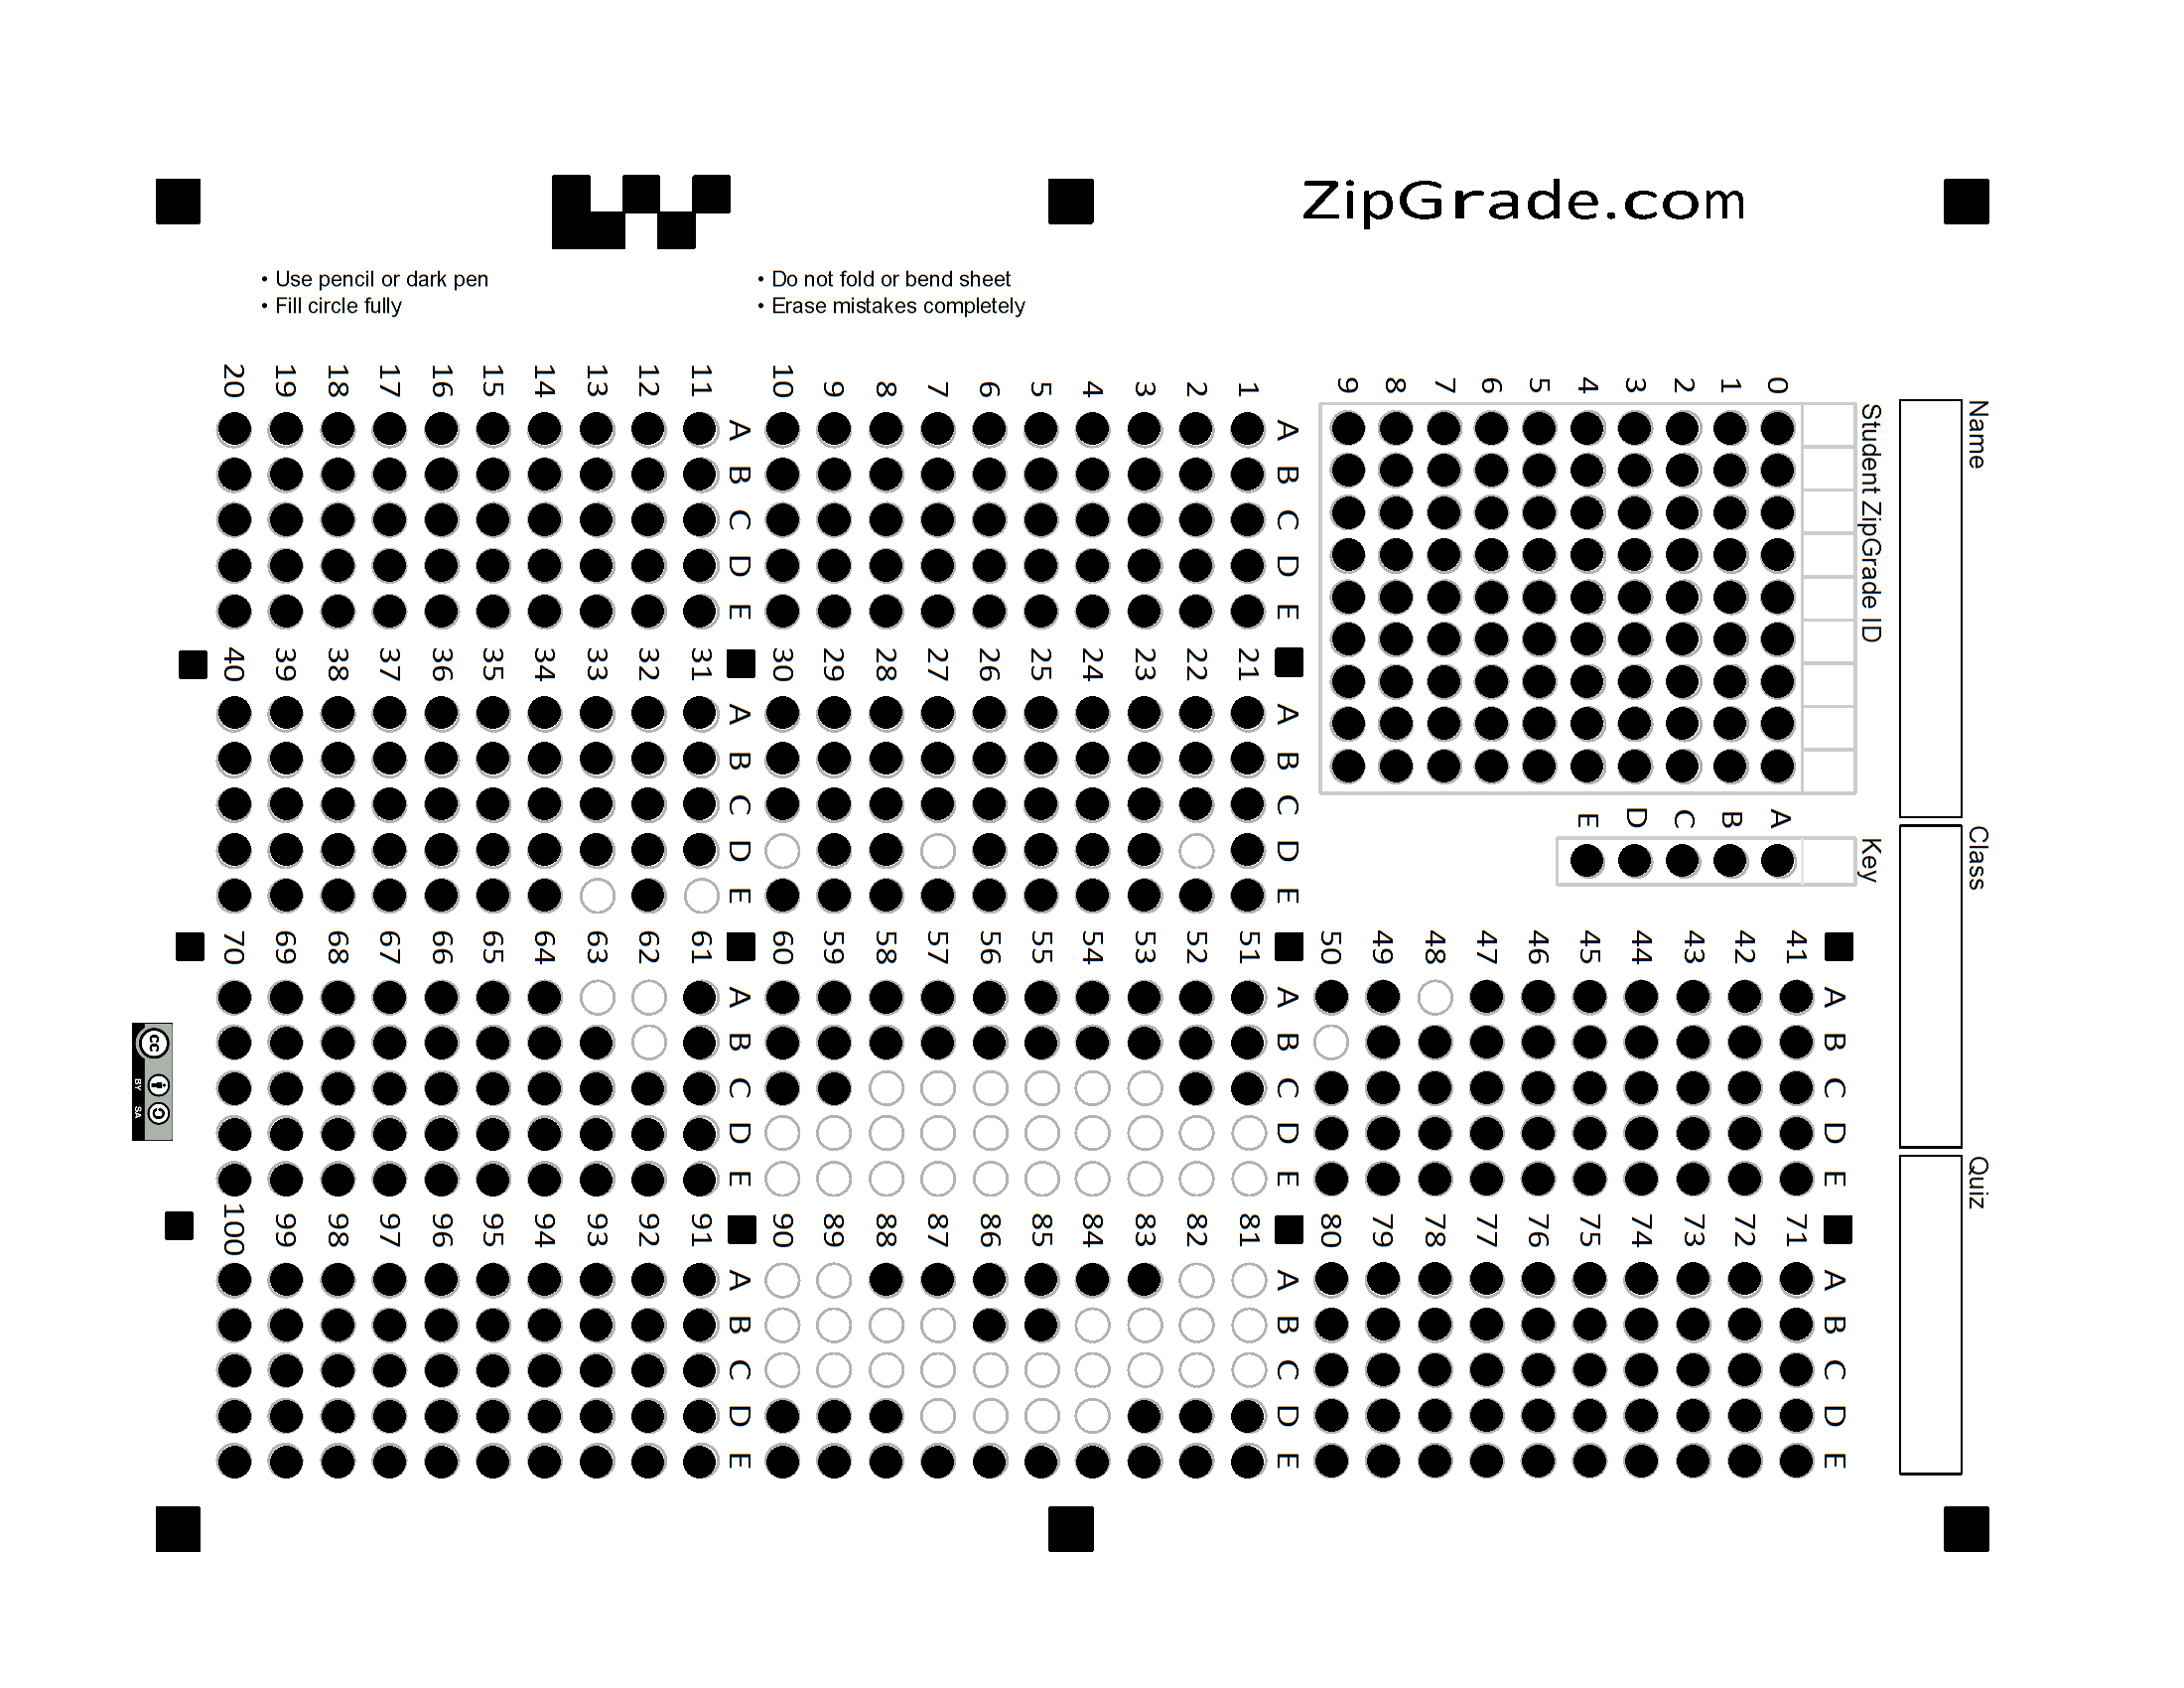 ZipGrade.com
• Use pencil or dark pen
• Fill circle fully
• Do not fold or bend sheet
• Erase mistakes completely
Name
Class
Quiz
Student ZipGrade ID
0 1 2 3 4 5 6 7 8 9
Key
A B C D E
A B C D E
1 2 3 4 5 6 7 8 9 10
A B C D E
11 12 13 14 15 16 17 18 19 20
A B C D E
21 22 23 24 25 26 27 28 29 30
A B C D E
31 32 33 34 35 36 37 38 39 40
A B C D E
41 42 43 44 45 46 47 48 49 50
A B C D E
51 52 53 54 55 56 57 58 59 60
A B C D E
61 62 63 64 65 66 67 68 69 70
A B C D E
71 72 73 74 75 76 77 78 79 80
A B C D E
81 82 83 84 85 86 87 88 89 90
A B C D E
91 92 93 94 95 96 97 98 99 100
cc
BY SA